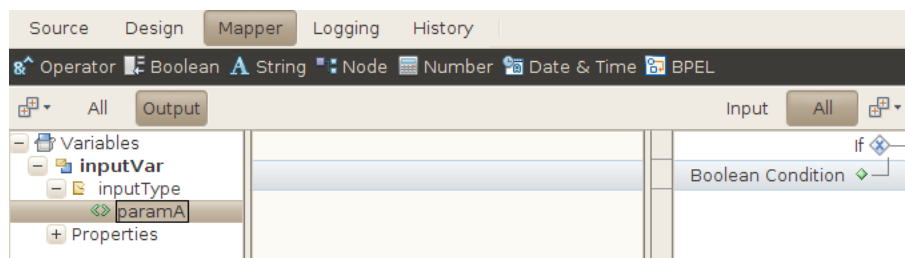 Source Design Mapper Logging History
Operator Boolean String Node Number Date & Time BPEL
All Output Input All
Variables If
inputVar
Boolean Condition
inputType
paramA
Properties